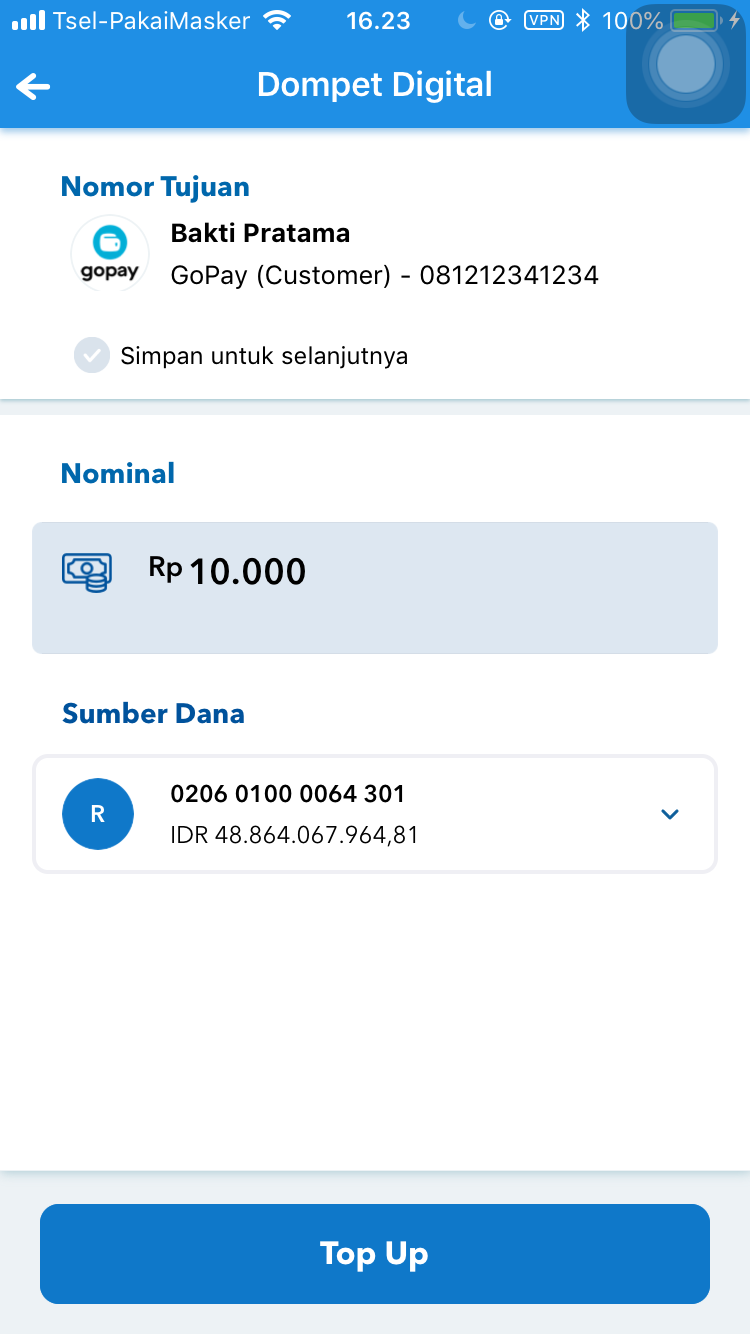 Tsel-PakaiMasker 16.23 VPN 100%
Dompet Digital
Nomor Tujuan
gopay
Bakti Pratama
GoPay (Customer) - 081212341234
Simpan untuk selanjutnya
Nominal
Rp 10.000
Sumber Dana
R
0206 0100 0064 301
IDR 48.864.067.964,81
Top Up